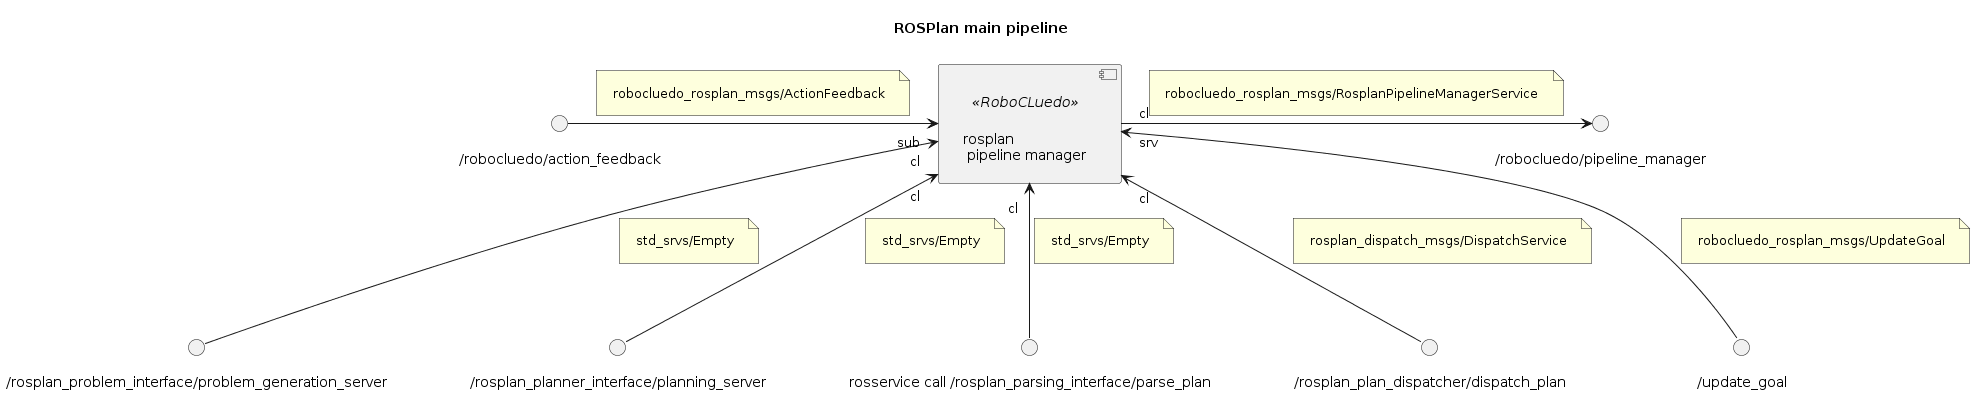 ROSPlan main pipeline
robocluedo_rosplan_msgs/ActionFeedback
robocluedo_rosplan_msgs/RosplanPipelineManagerService
«RoboCLuedo»
cl
rosplan
pipeline manager
sub
srv
/robocluedo/action_feedback
cl
/robocluedo/pipeline_manager
cl
cl
cl
std_srvs/Empty
std_srvs/Empty
std_srvs/Empty
rosplan_dispatch_msgs/DispatchService
robocluedo_rosplan_msgs/UpdateGoal
/rosplan_problem_interface/problem_generation_server
/rosplan_planner_interface/planning_server
rosservice call /rosplan_parsing_interface/parse_plan
/rosplan_plan_dispatcher/dispatch_plan
/update_goal